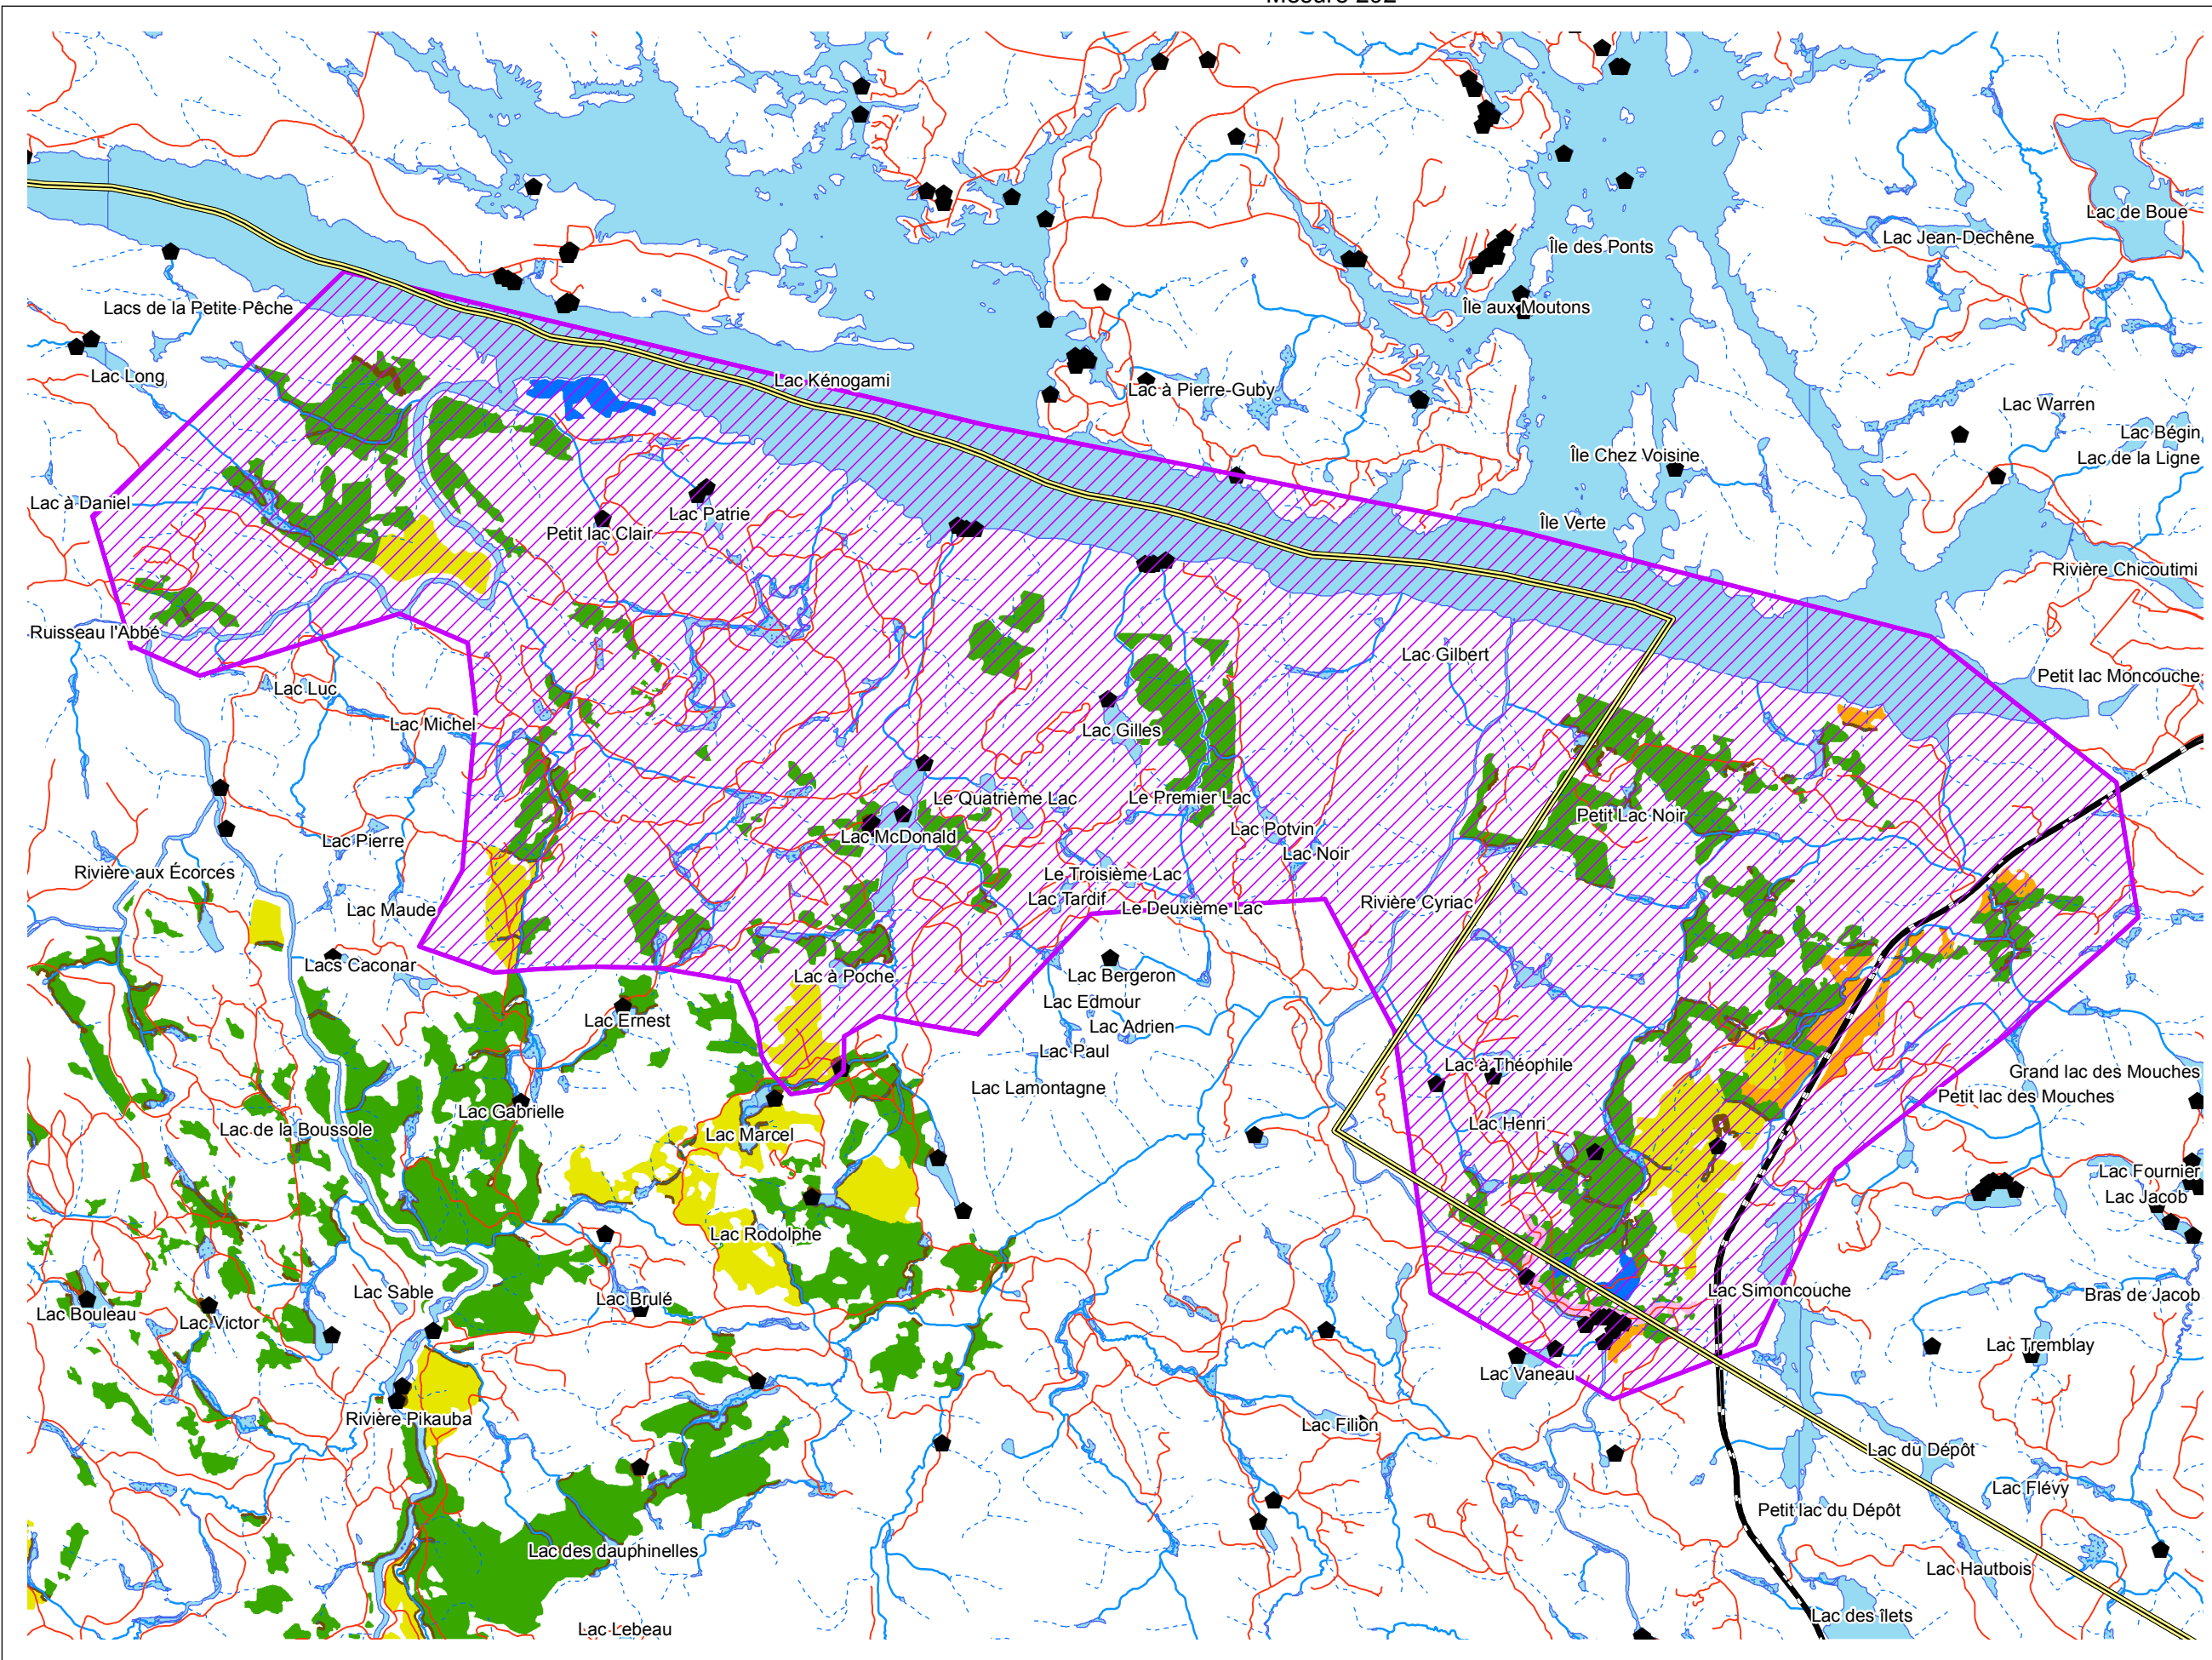 Lac de Boue
Lac Jean-Dechêne
Île des Ponts
Lacs de la Petite Pêche
Île aux Moutons
Lac Long
Lac Kénogami
Lac à Pierre-Guby
Lac Warren
Lac Bégin
Île Chez Voisine
Lac de la Ligne
Lac à Daniel
Lac Patrie
Île Verte
Petit lac Clair
Rivière Chicoutimi
Ruisseau l'Abbé
Lac Gilbert
Petit lac Moncouche
Lac Luc
Lac Michel
Lac Gilles
Le Quatrième Lac
Le Premier Lac
Petit Lac Noir
Lac Potvin
Lac McDonald
Lac Pierre
Lac Noir
Rivière aux Écorces
Le Troisième Lac
Lac Tardif
Rivière Cyriac
Lac Maude
Le Deuxième Lac
Lacs Caconar
Lac à Poche
Lac Bergeron
Lac Edmour
Lac Ernest
Lac Adrien
Lac Paul
Lac à Théophile
Grand lac des Mouches
Lac Lamontagne
Petit lac des Mouches
Lac Gabrielle
Lac Henri
Lac de la Boussole
Lac Marcel
Lac Fournier
Lac Jacob
Lac Rodolphe
Lac Sable
Lac Simoncouche
Bras de Jacob
Lac Brulé
Lac Bouleau
Lac Victor
Lac Tremblay
Lac Vaneau
Rivière Pikauba
Lac Filion
Lac du Dépôt
Lac Flévy
Petit lac du Dépôt
Lac des dauphinelles
Lac Hautbois
Lac des îlets
Lac Lebeau